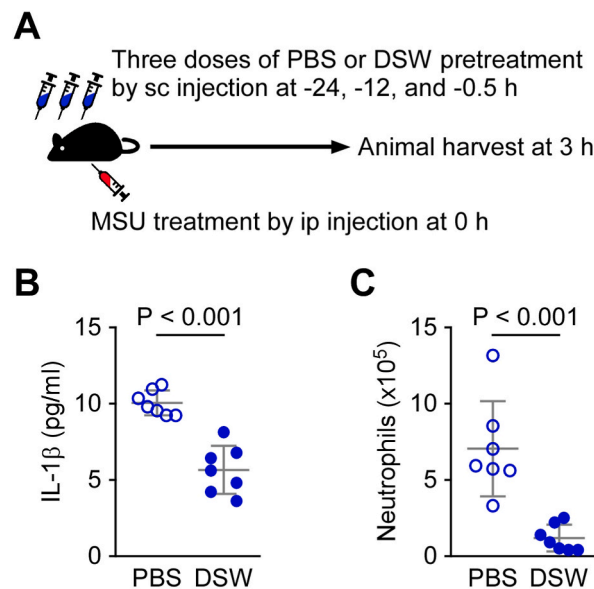 A
Three doses of PBS or DSW pretreatment
by sc injection at -24, -12, and -0.5 h
Animal harvest at 3 h
MSU treatment by ip injection at 0 h
B
P < 0.001
IL-1β (pg/ml)
15
10
5
0
PBS DSW
C
P < 0.001
Neutrophils (x10⁵)
15
10
5
0
PBS DSW